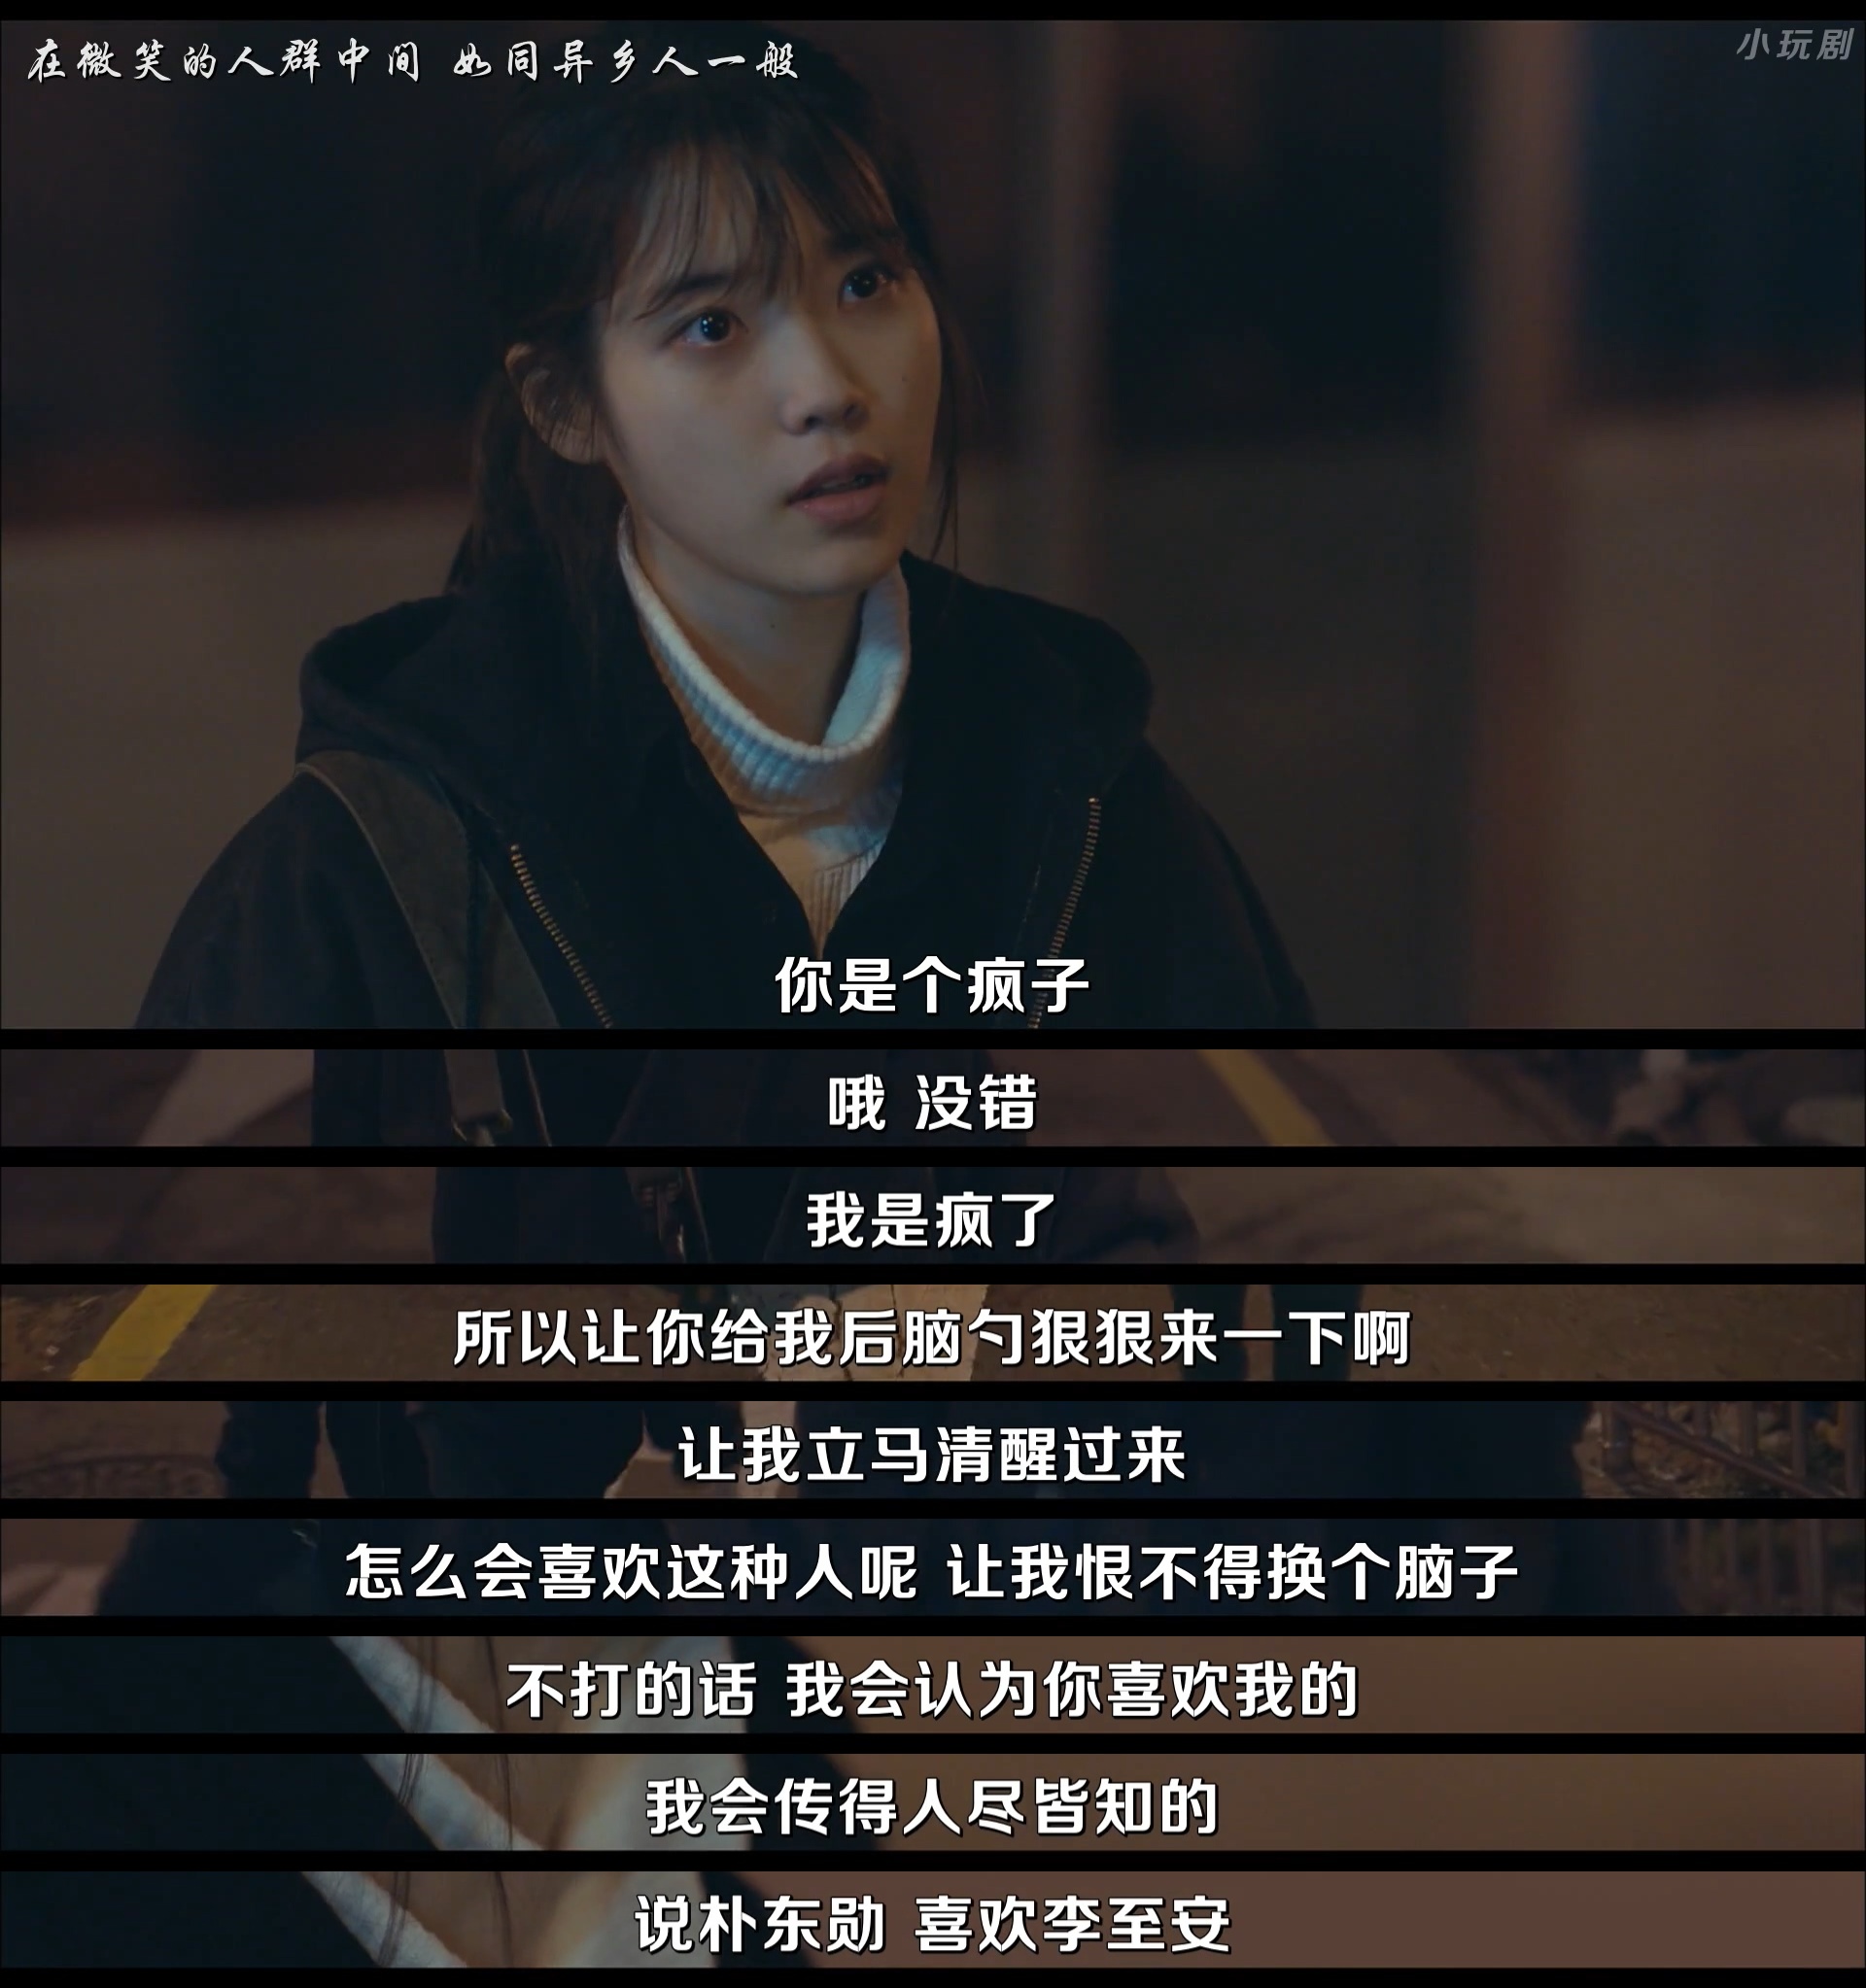 在微笑的人群中间 如同异乡人一般
小玩剧
你是个疯子
哦 没错
我是疯了
所以让你给我后脑勺狠狠来一下啊
让我立马清醒过来
怎么会喜欢这种人呢 让我恨不得换个脑子
不打的话 我会认为你喜欢我的
我会传得人尽皆知的
说朴东勋 喜欢李至安